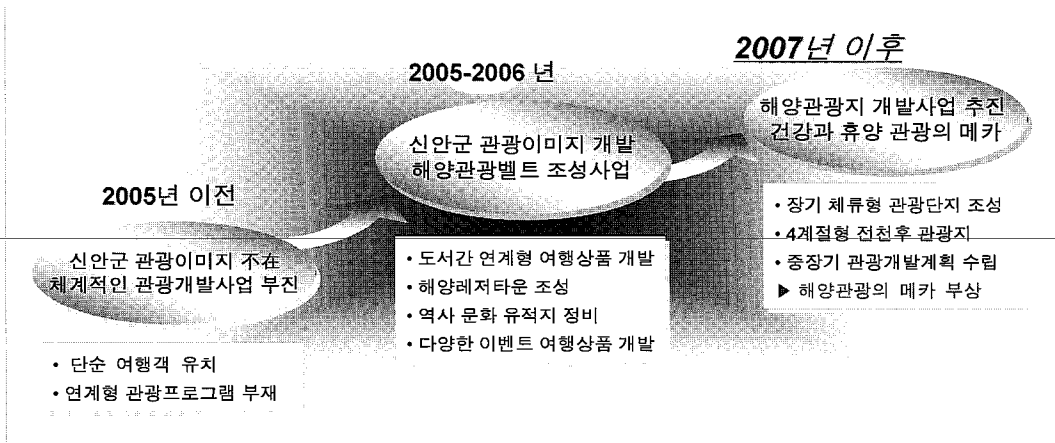 2005년 이전
신안군 관광이미지 不在
체계적인 관광개발사업 부진
• 단순 여행객 유치
• 연계형 관광프로그램 부재
2005-2006 년
신안군 관광이미지 개발
해양관광벨트 조성사업
• 도서간 연계형 여행상품 개발
• 해양레저타운 조성
• 역사 문화 유적지 정비
• 다양한 이벤트 여행상품 개발
2007년 이후
해양관광지 개발사업 추진
건강과 휴양 관광의 메카
• 장기 체류형 관광단지 조성
• 4계절형 전천후 관광지
• 중장기 관광개발계획 수립
▶ 해양관광의 메카 부상